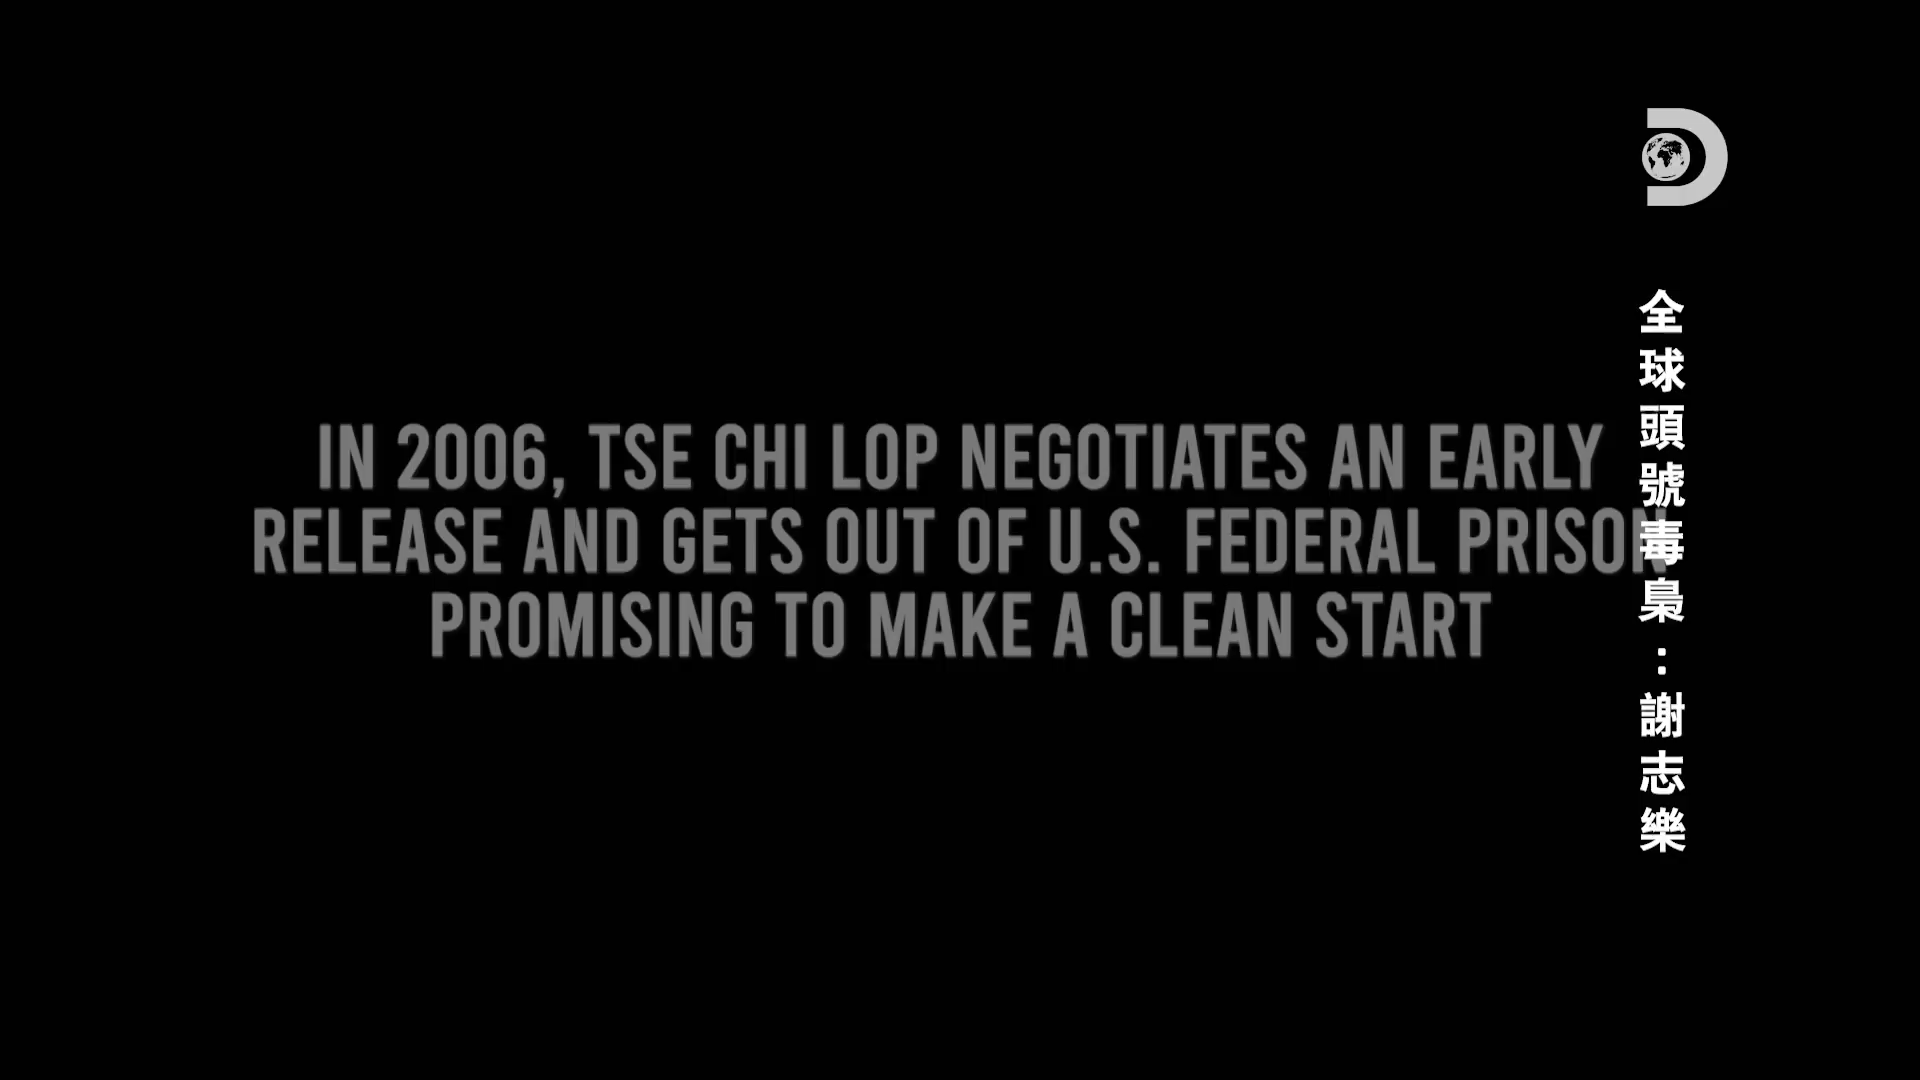 IN 2006, TSE CHI LOP NEGOTIATES AN EARLY
RELEASE AND GETS OUT OF U.S. FEDERAL PRISON
PROMISING TO MAKE A CLEAN START
全球頭號毒梟：謝志樂